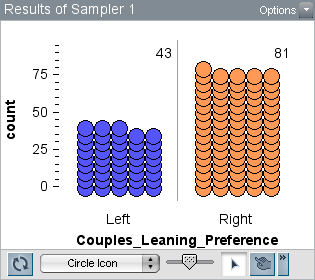 Results of Sampler 1 Options
43 81
75
50
25
0
count
Left Right
Couples_Leaning_Preference
Circle Icon
»